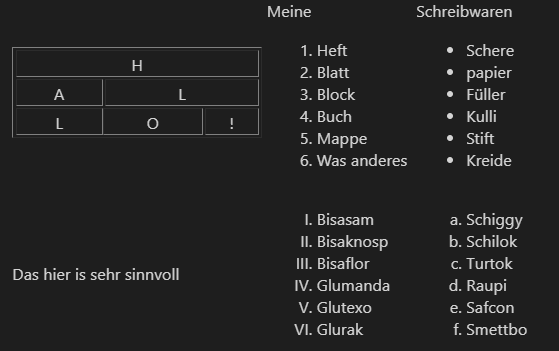 Meine Schreibwaren
H
A L
L O !
1. Heft
2. Blatt
3. Block
4. Buch
5. Mappe
6. Was anderes
• Schere
• papier
• Füller
• Kulli
• Stift
• Kreide
Das hier is sehr sinnvoll
I. Bisasam
II. Bisaknosp
III. Bisaflor
IV. Glumanda
V. Glutexo
VI. Glurak
a. Schiggy
b. Schilok
c. Turtok
d. Raupi
e. Safcon
f. Smettbo